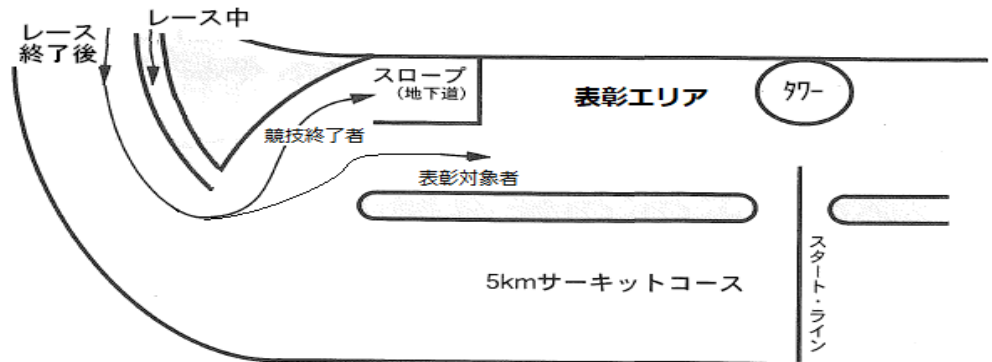 レース
終了後
レース中
スロープ
(地下道)
表彰エリア
タワー
競技終了者
表彰対象者
5kmサーキットコース
スタート・ライン